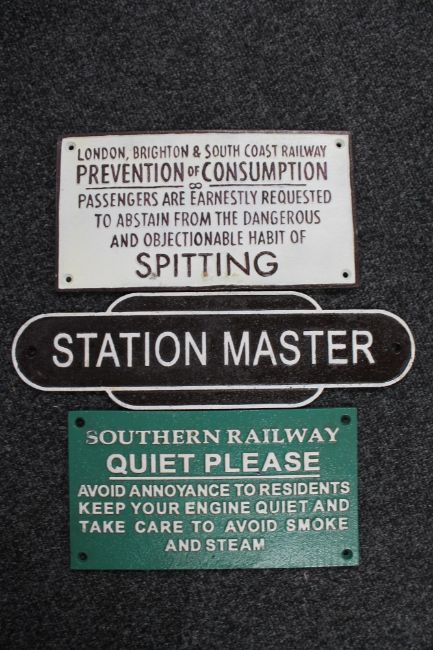 LONDON, BRIGHTON & SOUTH COAST RAILWAY
PREVENTION OF CONSUMPTION
PASSENGERS ARE EARNESTLY REQUESTED
TO ABSTAIN FROM THE DANGEROUS
AND OBJECTIONABLE HABIT OF
SPITTING
STATION MASTER
SOUTHERN RAILWAY
QUIET PLEASE
AVOID ANNOYANCE TO RESIDENTS
KEEP YOUR ENGINE QUIET AND
TAKE CARE TO AVOID SMOKE
AND STEAM